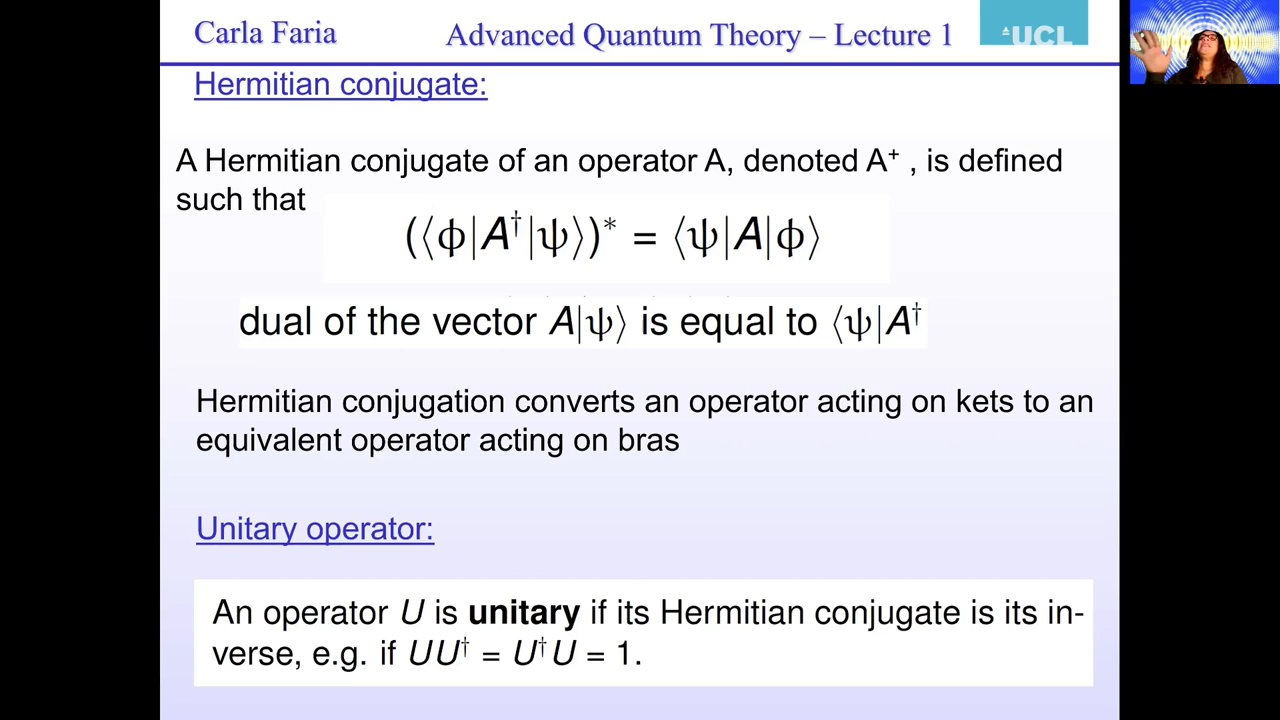 Carla Faria
Advanced Quantum Theory – Lecture 1
UCL
Hermitian conjugate:
A Hermitian conjugate of an operator A, denoted A⁺ , is defined
such that
(⟨ϕ|A†|ψ⟩)* = ⟨ψ|A|ϕ⟩
dual of the vector A|ψ⟩ is equal to ⟨ψ|A†
Hermitian conjugation converts an operator acting on kets to an
equivalent operator acting on bras
Unitary operator:
An operator U is unitary if its Hermitian conjugate is its in-
verse, e.g. if UU† = U†U = 1.